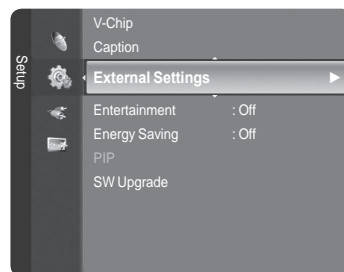 Setup
V-Chip
Caption
External Settings
Entertainment : Off
Energy Saving : Off
PIP
SW Upgrade